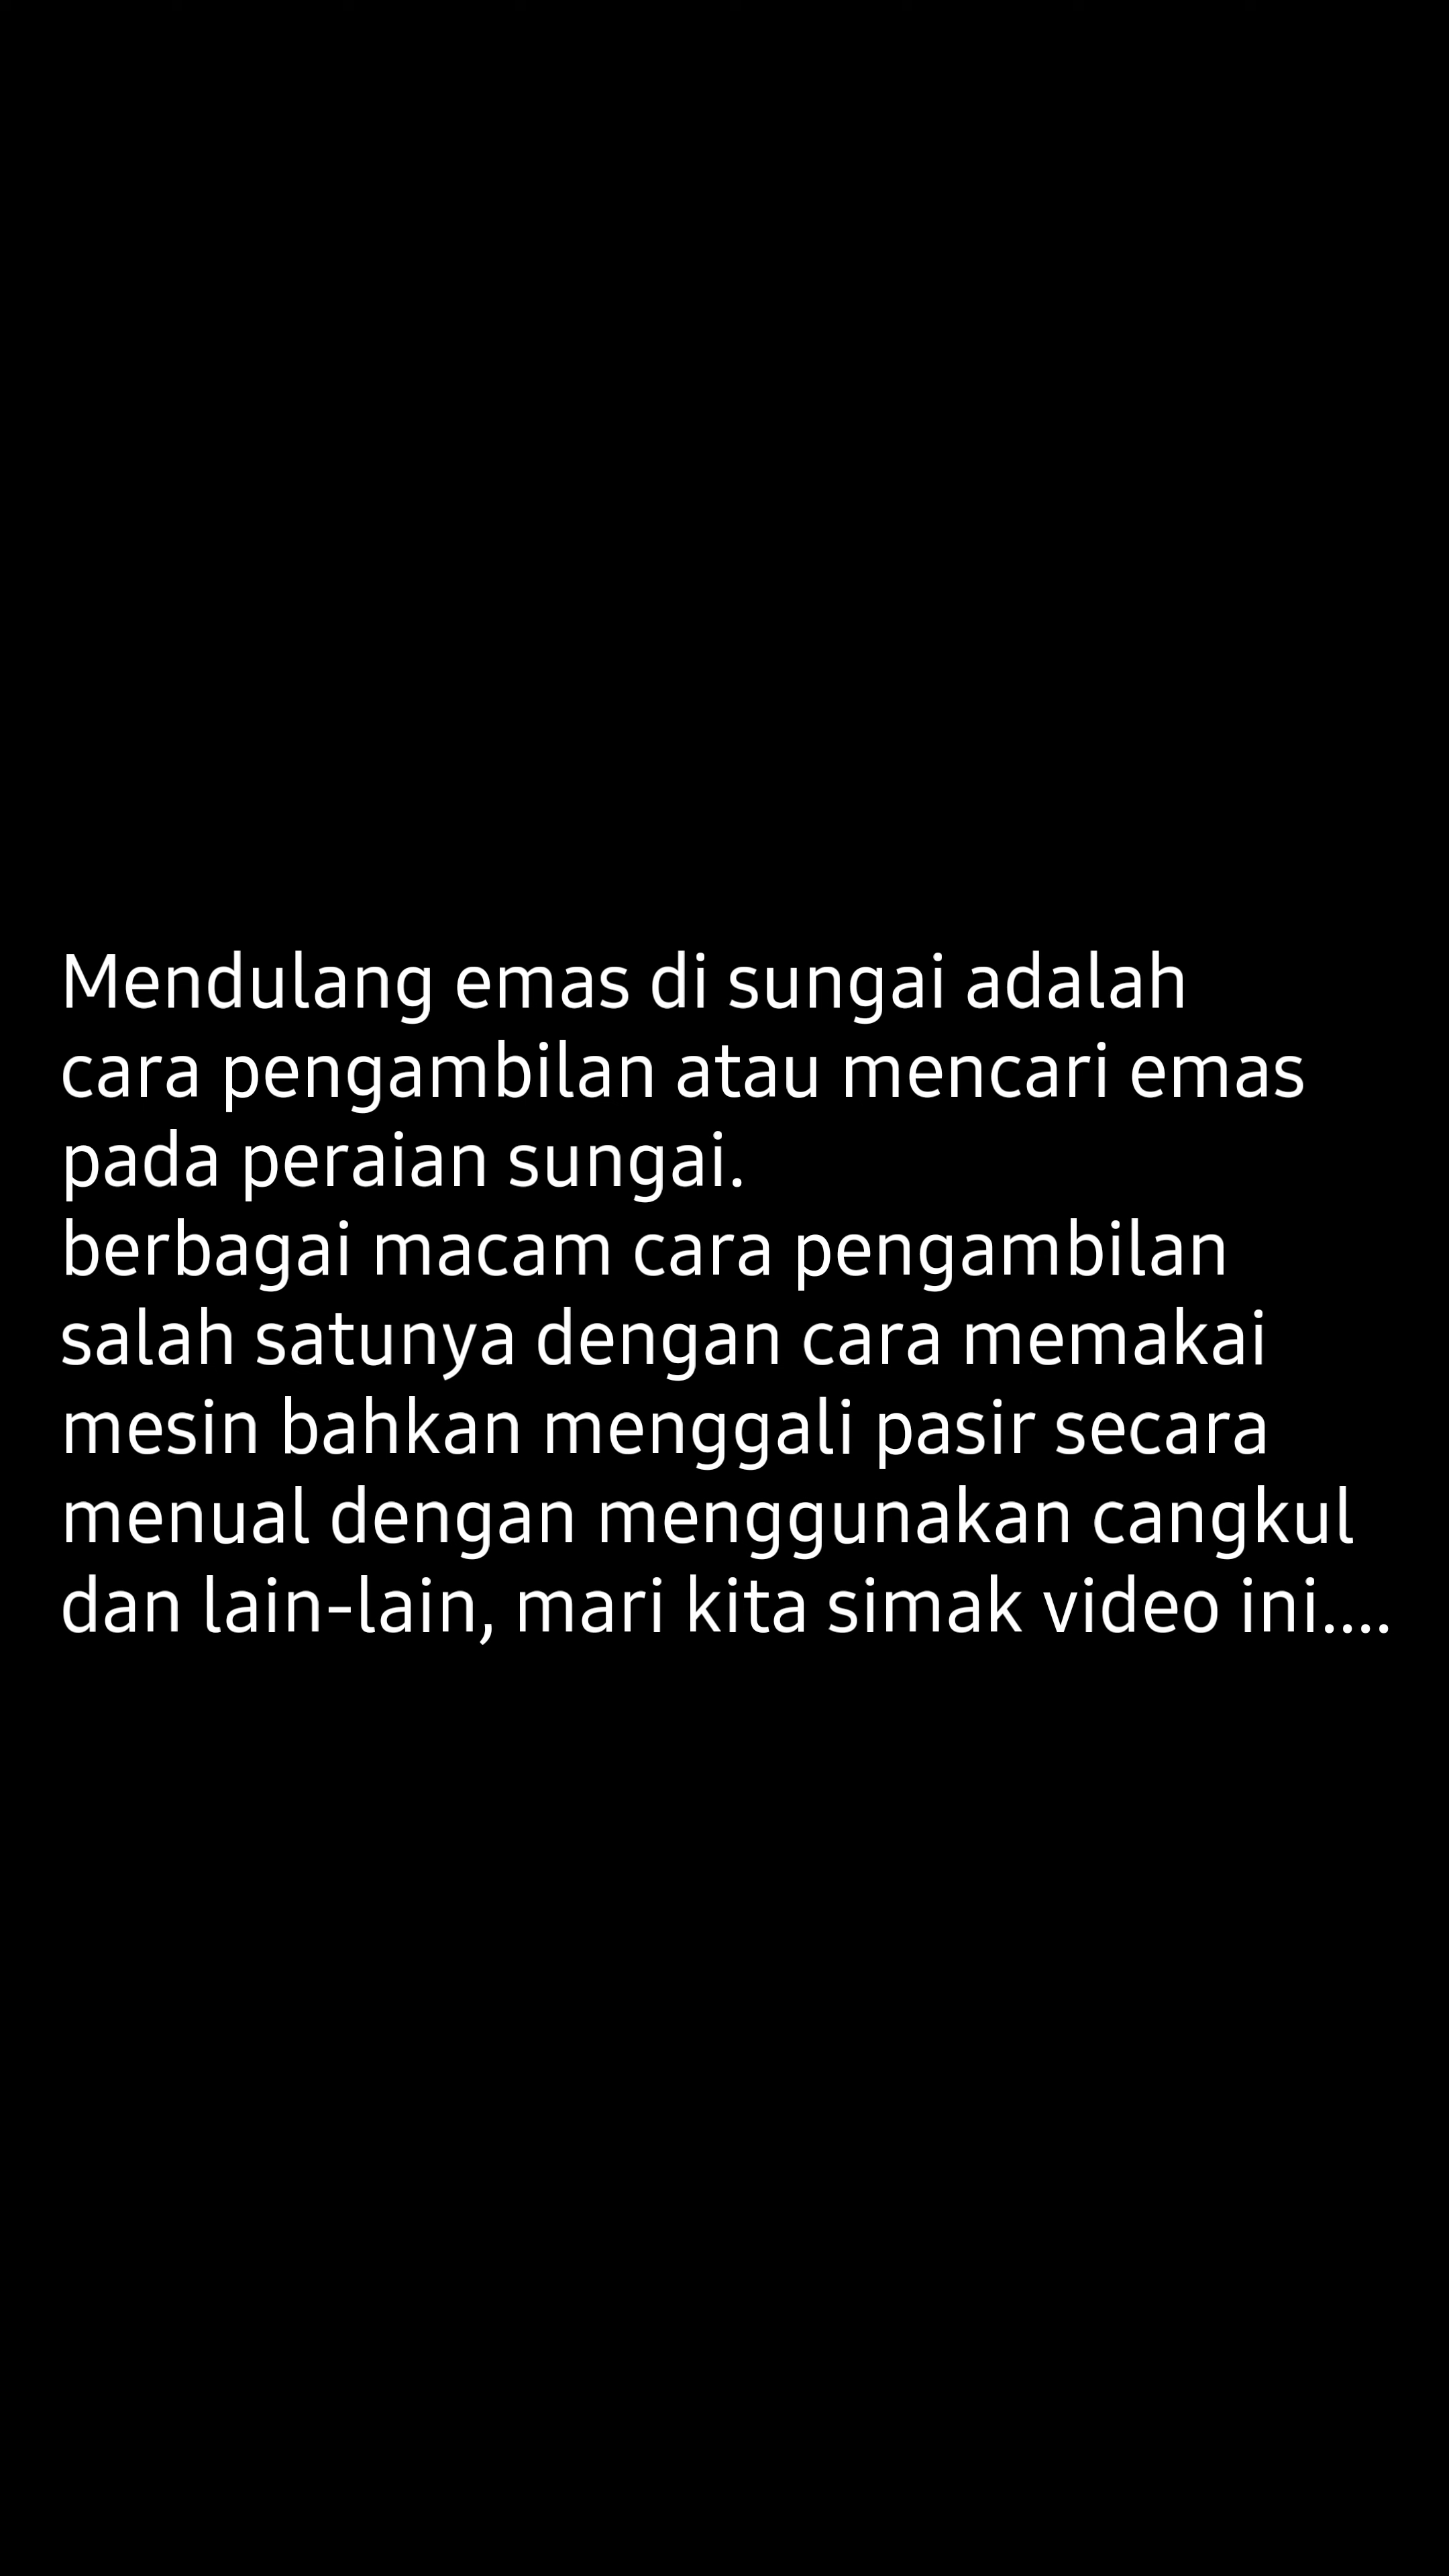 Mendulang emas di sungai adalah
cara pengambilan atau mencari emas
pada peraian sungai.
berbagai macam cara pengambilan
salah satunya dengan cara memakai
mesin bahkan menggali pasir secara
menual dengan menggunakan cangkul
dan lain-lain, mari kita simak video ini....